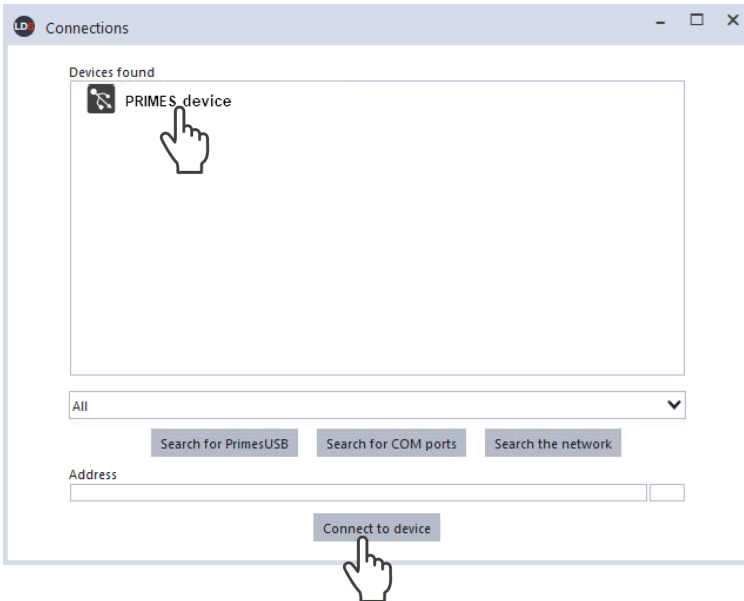 LDS Connections
Devices found
PRIMES device
All
Search for PrimesUSB Search for COM ports Search the network
Address
Connect to device